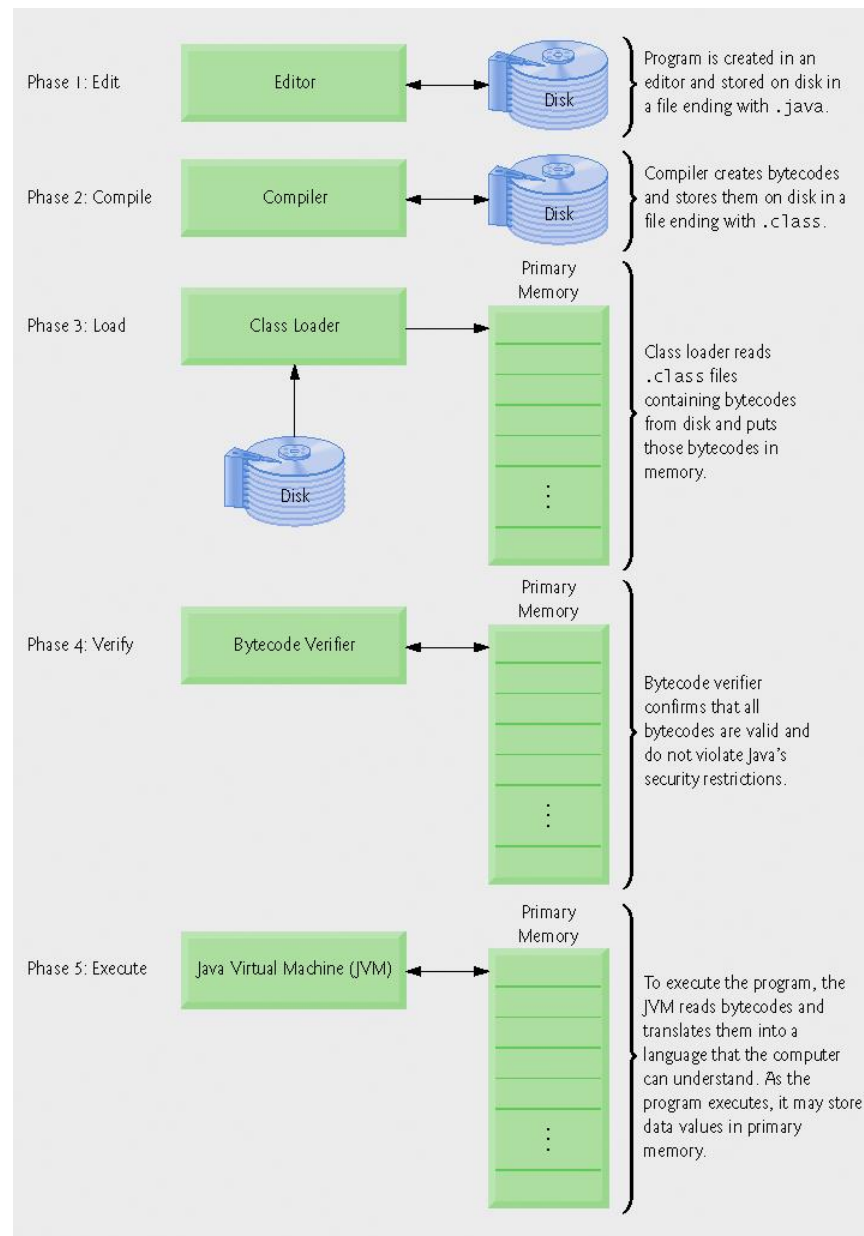 Phase 1: Edit
Editor
Disk
Program is created in an
editor and stored on disk in
a file ending with .java.
Phase 2: Compile
Compiler
Disk
Compiler creates bytecodes
and stores them on disk in a
file ending with .class.
Phase 3: Load
Class Loader
Disk
Primary
Memory
Class loader reads
.class files
containing bytecodes
from disk and puts
those bytecodes in
memory.
Phase 4: Verify
Bytecode Verifier
Primary
Memory
Bytecode verifier
confirms that all
bytecodes are valid and
do not violate Java's
security restrictions.
Phase 5: Execute
Java Virtual Machine (JVM)
Primary
Memory
To execute the program, the
JVM reads bytecodes and
translates them into a
language that the computer
can understand. As the
program executes, it may store
data values in primary
memory.